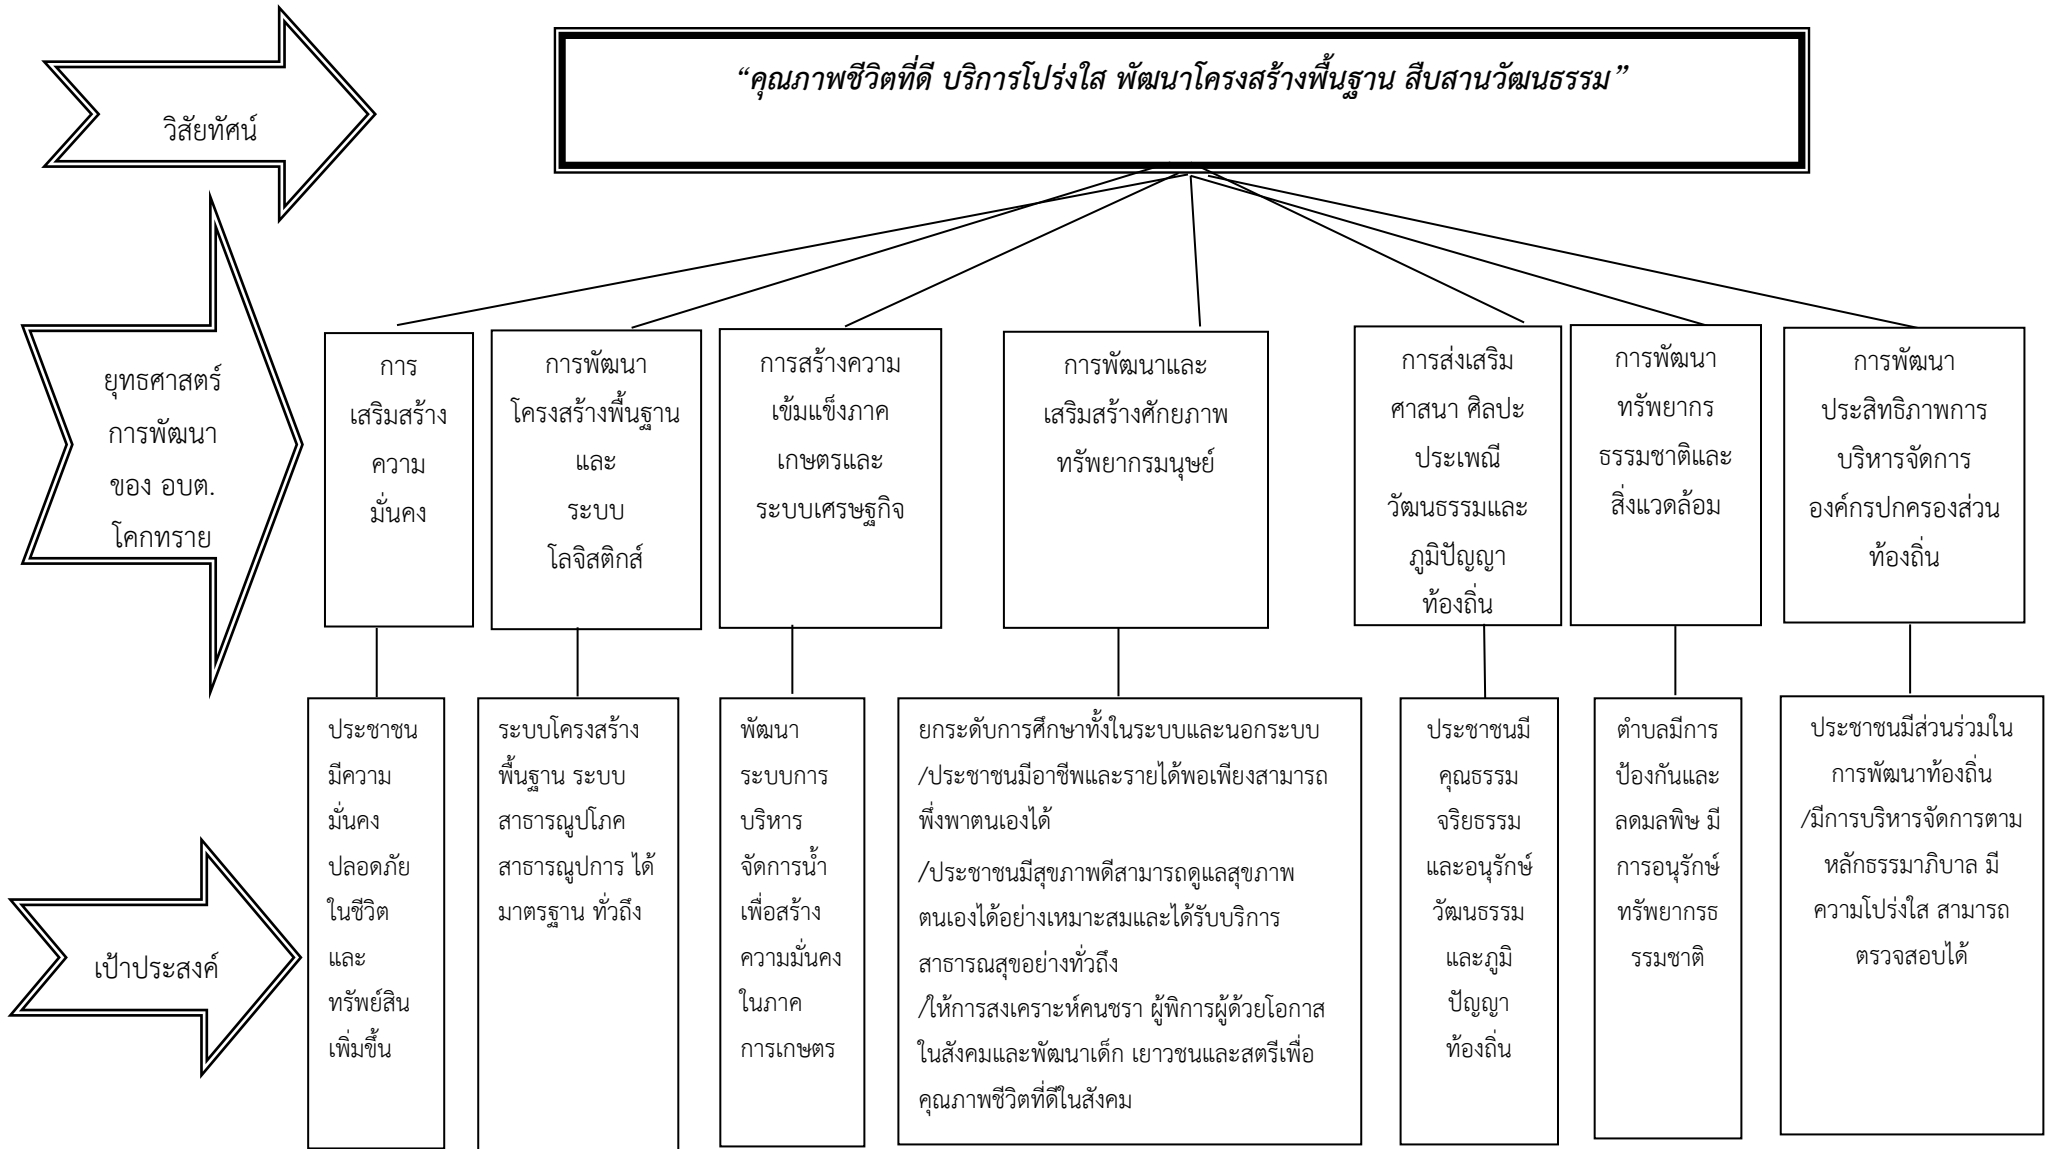 วิสัยทัศน์
“คุณภาพชีวิตที่ดี บริการโปร่งใส พัฒนาโครงสร้างพื้นฐาน สืบสานวัฒนธรรม”
ยุทธศาสตร์
การพัฒนา
ของ อบต.
โคกทราย
การ
เสริมสร้าง
ความ
มั่นคง
การพัฒนา
โครงสร้างพื้นฐาน
และ
ระบบ
โลจิสติกส์
การสร้างความ
เข้มแข็งภาค
เกษตรและ
ระบบเศรษฐกิจ
การพัฒนาและ
เสริมสร้างศักยภาพ
ทรัพยากรมนุษย์
การส่งเสริม
ศาสนา ศิลปะ
ประเพณี
วัฒนธรรมและ
ภูมิปัญญา
ท้องถิ่น
การพัฒนา
ทรัพยากร
ธรรมชาติและ
สิ่งแวดล้อม
การพัฒนา
ประสิทธิภาพการ
บริหารจัดการ
องค์กรปกครองส่วน
ท้องถิ่น
เป้าประสงค์
ประชาชน
มีความ
มั่นคง
ปลอดภัย
ในชีวิต
และ
ทรัพย์สิน
เพิ่มขึ้น
ระบบโครงสร้าง
พื้นฐาน ระบบ
สาธารณูปโภค
สาธารณูปการ ได้
มาตรฐาน ทั่วถึง
พัฒนา
ระบบการ
บริหาร
จัดการน้ำ
เพื่อสร้าง
ความมั่นคง
ในภาค
การเกษตร
ยกระดับการศึกษาทั้งในระบบและนอกระบบ
/ประชาชนมีอาชีพและรายได้พอเพียงสามารถ
พึ่งพาตนเองได้
/ประชาชนมีสุขภาพดีสามารถดูแลสุขภาพ
ตนเองได้อย่างเหมาะสมและได้รับบริการ
สาธารณสุขอย่างทั่วถึง
/ให้การสงเคราะห์คนชรา ผู้พิการผู้ด้วยโอกาส
ในสังคมและพัฒนาเด็ก เยาวชนและสตรีเพื่อ
คุณภาพชีวิตที่ดีในสังคม
ประชาชนมี
คุณธรรม
จริยธรรม
และอนุรักษ์
วัฒนธรรม
และภูมิ
ปัญญา
ท้องถิ่น
ตำบลมีการ
ป้องกันและ
ลดมลพิษ มี
การอนุรักษ์
ทรัพยากรธ
รรมชาติ
ประชาชนมีส่วนร่วมใน
การพัฒนาท้องถิ่น
/มีการบริหารจัดการตาม
หลักธรรมาภิบาล มี
ความโปร่งใส สามารถ
ตรวจสอบได้